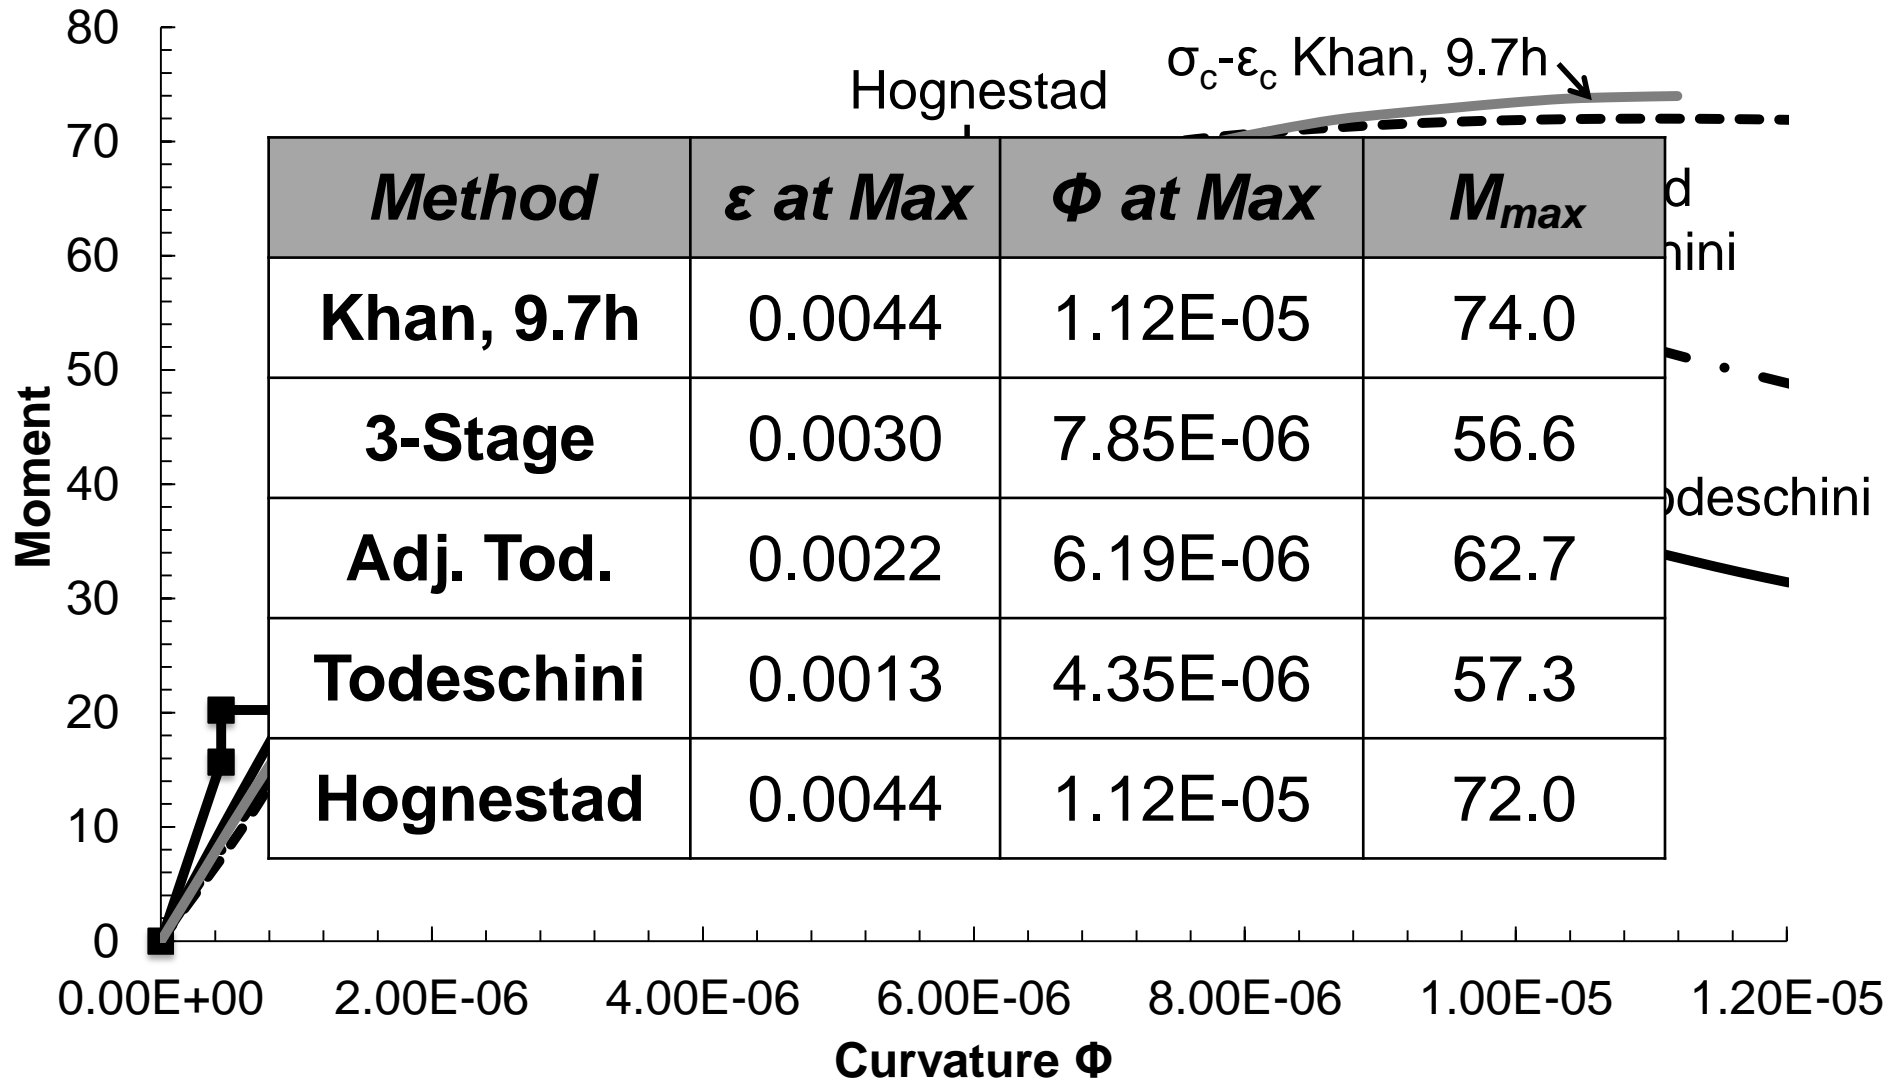 80
70
60
50
40
30
20
10
0
Moment
Hognestad
σc-εc Khan, 9.7h
Method ε at Max Φ at Max Mmax
Khan, 9.7h 0.0044 1.12E-05 74.0
3-Stage 0.0030 7.85E-06 56.6
Adj. Tod. 0.0022 6.19E-06 62.7
Todeschini 0.0013 4.35E-06 57.3
Hognestad 0.0044 1.12E-05 72.0
0.00E+00 2.00E-06 4.00E-06 6.00E-06 8.00E-06 1.00E-05 1.20E-05
Curvature Φ